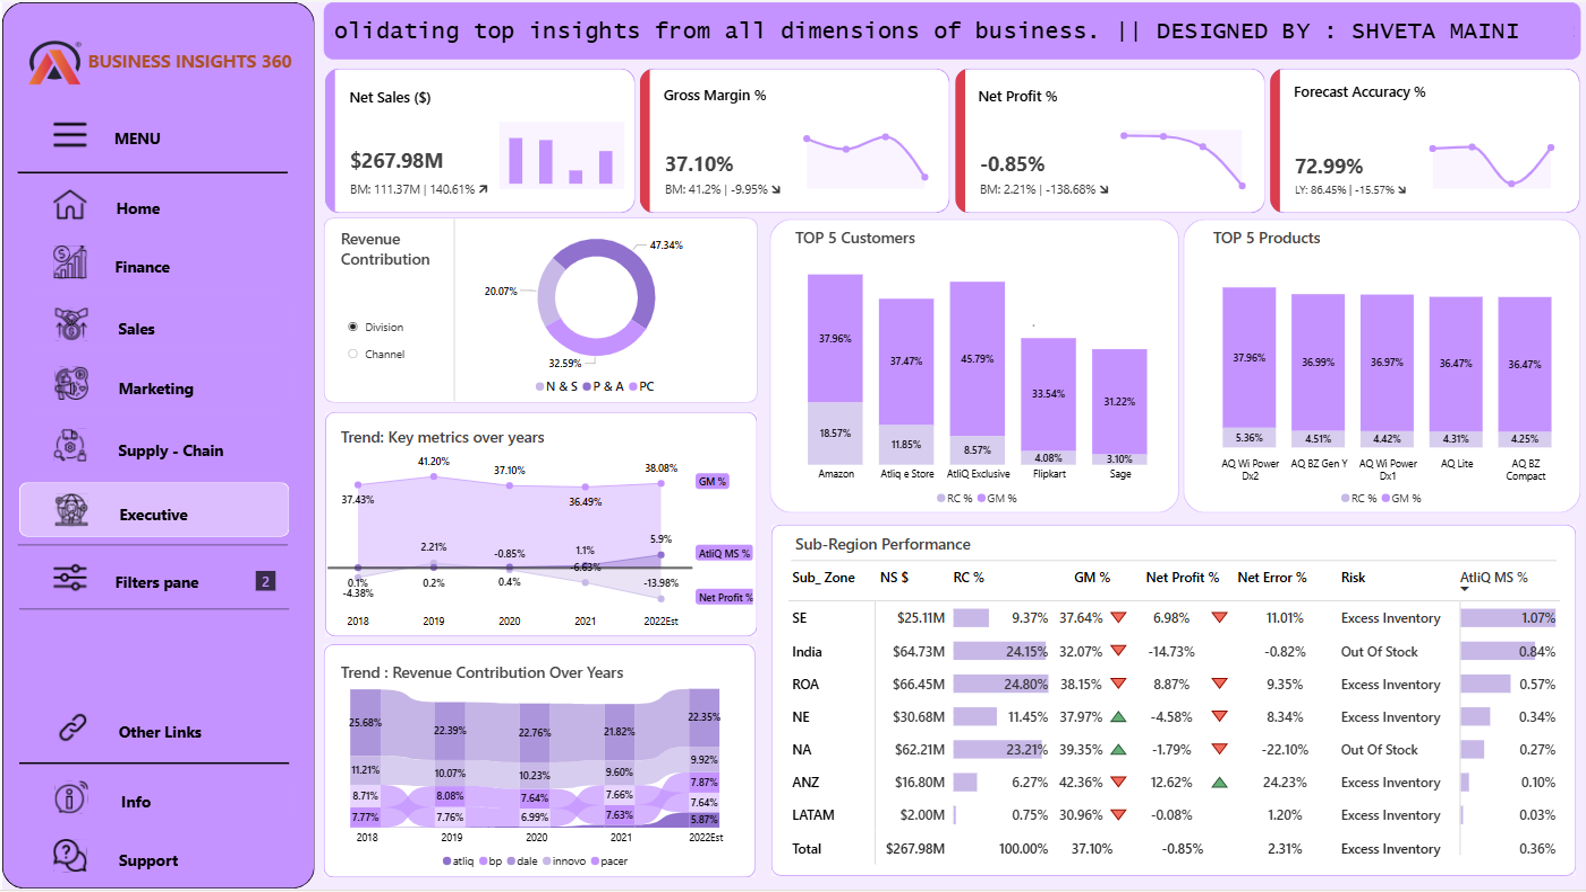 olidating top insights from all dimensions of business. || DESIGNED BY : SHVETA MAINI
BUSINESS INSIGHTS 360
MENU
Home
Finance
Sales
Marketing
Supply - Chain
Executive
Filters pane 2
Other Links
Info
Support
Net Sales ($)
$267.98M
BM: 111.37M | 140.61%
Gross Margin %
37.10%
BM: 41.2% | -9.95%
Net Profit %
-0.85%
BM: 2.21% | -138.68%
Forecast Accuracy %
72.99%
LY: 86.45% | -15.57%
Revenue
Contribution
Division
Channel
47.34%
20.07%
32.59%
N & S P & A PC
TOP 5 Customers
37.96% 37.47% 45.79% 33.54% 31.22%
18.57% 11.85% 8.57% 4.08% 3.10%
Amazon Atliq e Store AtliQ Exclusive Flipkart Sage
RC % GM %
TOP 5 Products
37.96% 36.99% 36.97% 36.47% 36.47%
5.36% 4.51% 4.42% 4.31% 4.25%
AQ Wi Power AQ BZ Gen Y AQ Wi Power AQ Lite AQ BZ
Dx2 Dx1 Compact
RC % GM %
Trend: Key metrics over years
37.43% 41.20% 37.10% 36.49% 38.08%
GM %
2.21% -0.85% 1.1% 5.9%
AtliQ MS %
0.1% 0.2% 0.4% -6.63% -13.98%
-4.38%
Net Profit %
2018 2019 2020 2021 2022Est
Trend : Revenue Contribution Over Years
25.68% 22.39% 22.76% 21.82% 22.35%
11.21% 10.07% 10.23% 9.60% 9.92%
8.71% 8.08% 7.64% 7.66% 7.87%
7.77% 7.76% 6.99% 7.63% 7.64%
5.87%
2018 2019 2020 2021 2022Est
atliq bp dale innovo pacer
Sub-Region Performance
Sub_ Zone NS $ RC % GM % Net Profit % Net Error % Risk AtliQ MS %
SE $25.11M 9.37% 37.64% 6.98% 11.01% Excess Inventory 1.07%
India $64.73M 24.15% 32.07% -14.73% -0.82% Out Of Stock 0.84%
ROA $66.45M 24.80% 38.15% 8.87% 9.35% Excess Inventory 0.57%
NE $30.68M 11.45% 37.97% -4.58% 8.34% Excess Inventory 0.34%
NA $62.21M 23.21% 39.35% -1.79% -22.10% Out Of Stock 0.27%
ANZ $16.80M 6.27% 42.36% 12.62% 24.23% Excess Inventory 0.10%
LATAM $2.00M 0.75% 30.96% -0.08% 1.20% Excess Inventory 0.03%
Total $267.98M 100.00% 37.10% -0.85% 2.31% Excess Inventory 0.36%